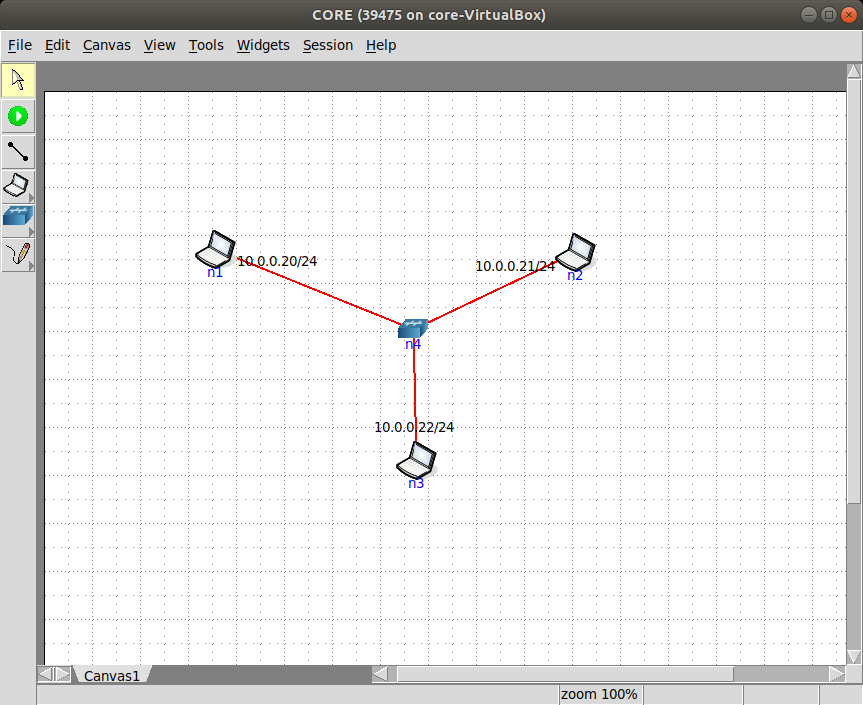 CORE (39475 on core-VirtualBox)
File Edit Canvas View Tools Widgets Session Help
10.0.0.20/24
n1
10.0.0.21/24
n2
n4
10.0.0.22/24
n3
Canvas1
zoom 100%